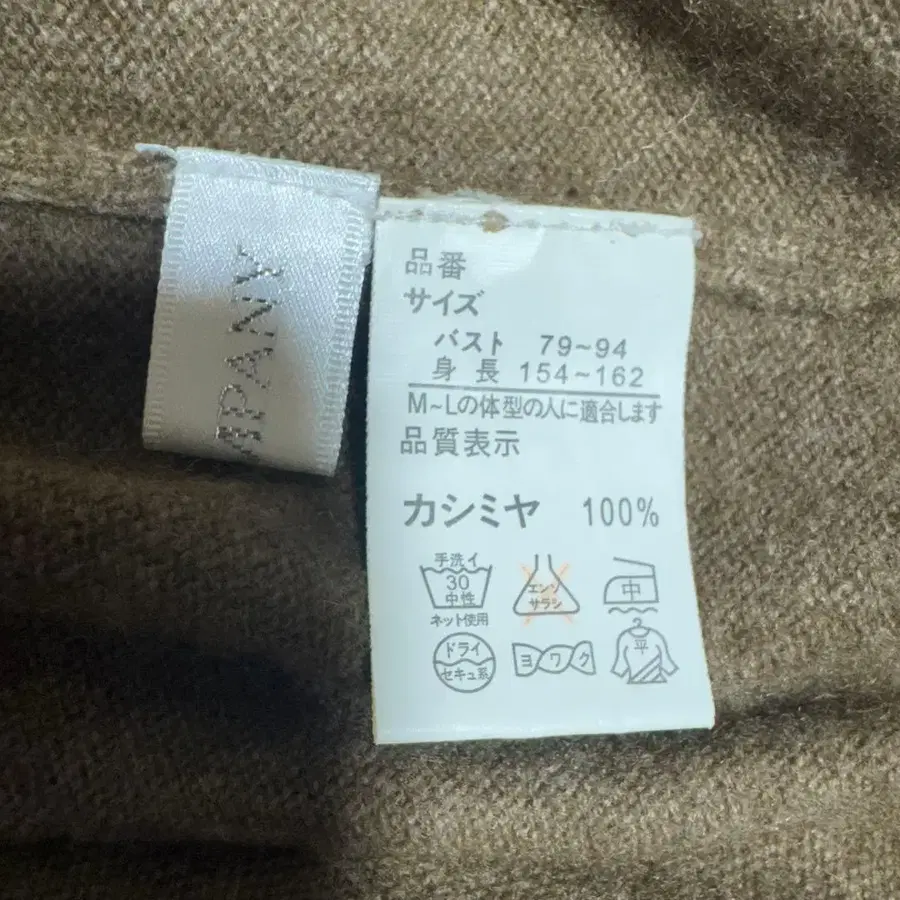 MPANY
品番
サイズ
バスト 79~94
身長 154~162
M~Lの体型の人に適合します
品質表示
カシミヤ 100%
手洗イ
30
中性
ネット使用
エンソ
サラシ
中
ドライ
セキュ系
ヨワク
平